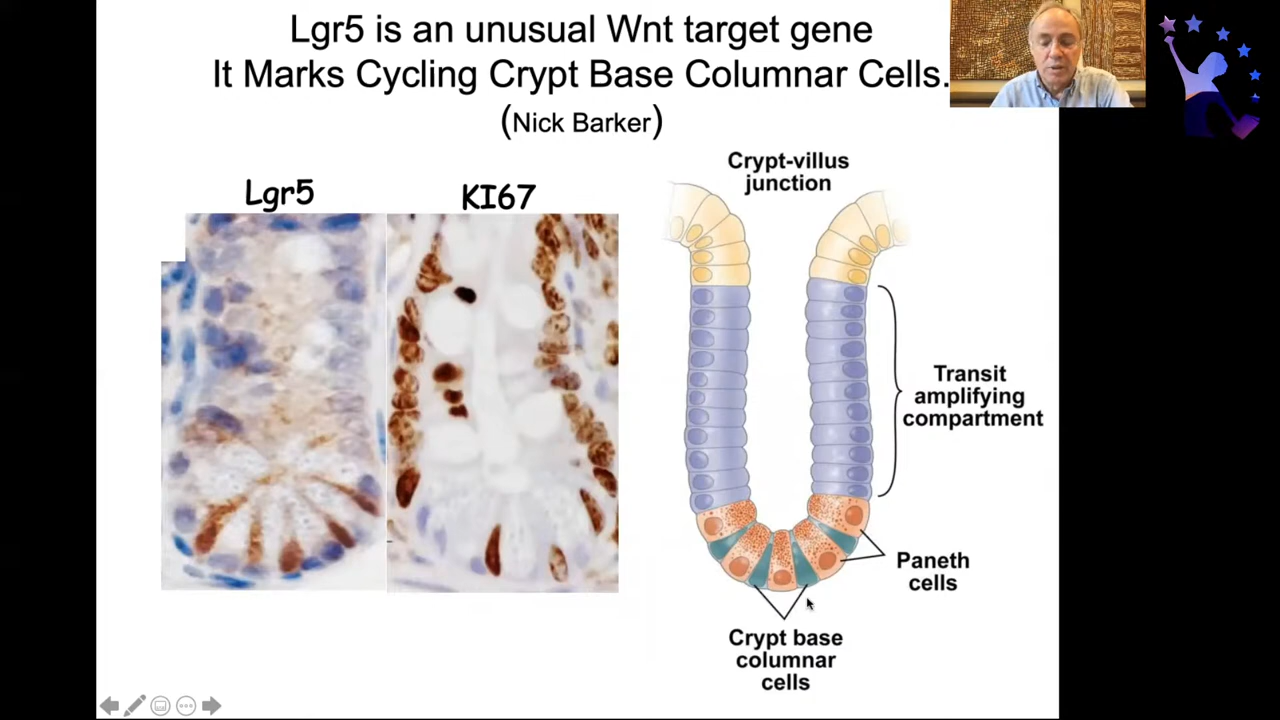 Lgr5 is an unusual Wnt target gene
It Marks Cycling Crypt Base Columnar Cells.
(Nick Barker)
Lgr5
KI67
Crypt-villus
junction
Transit
amplifying
compartment
Paneth
cells
Crypt base
columnar
cells